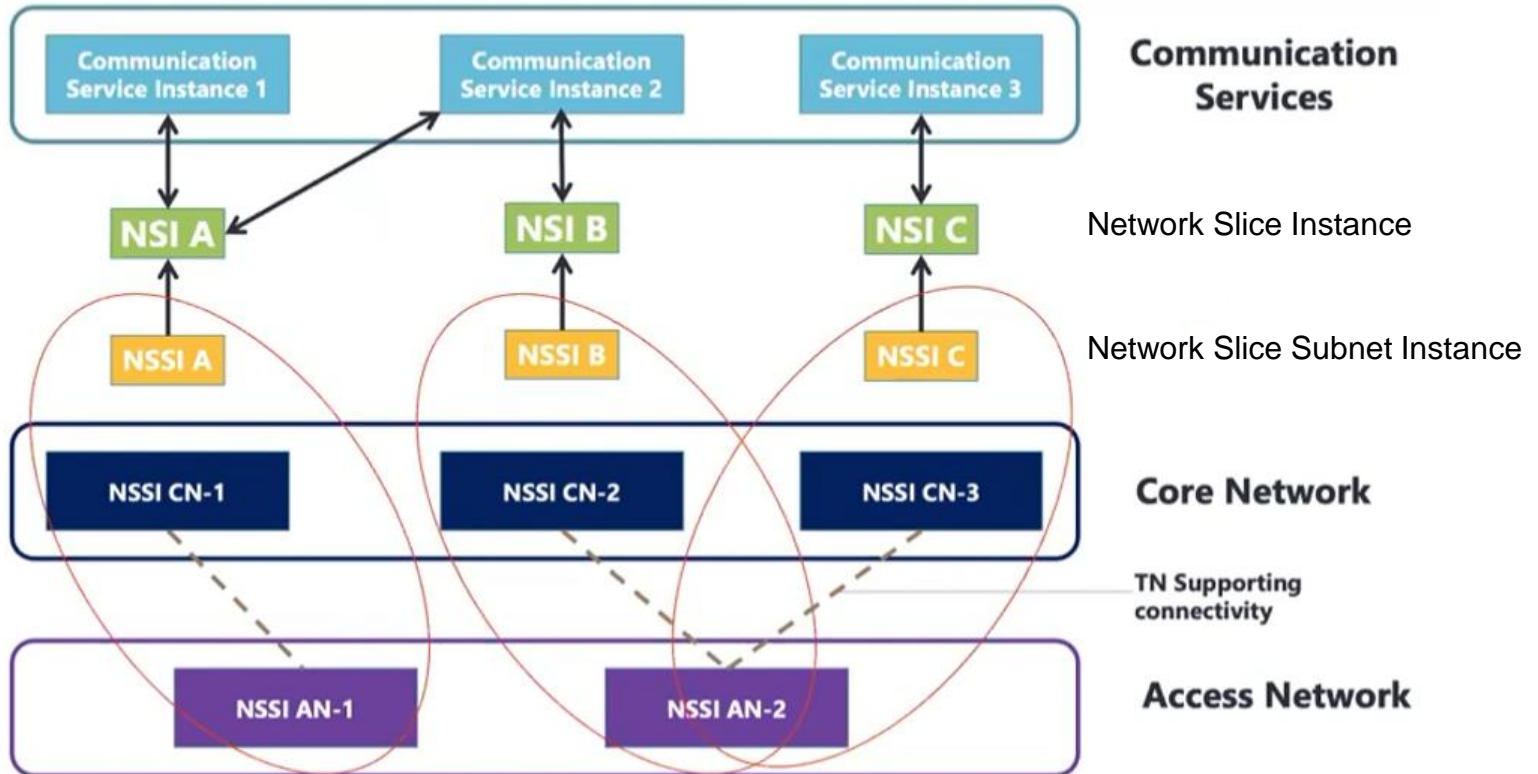 Communication
Service Instance 1
Communication
Service Instance 2
Communication
Service Instance 3
Communication
Services
NSI A
NSI B
NSI C
Network Slice Instance
NSSI A
NSSI B
NSSI C
Network Slice Subnet Instance
NSSI CN-1
NSSI CN-2
NSSI CN-3
Core Network
TN Supporting
connectivity
NSSI AN-1
NSSI AN-2
Access Network